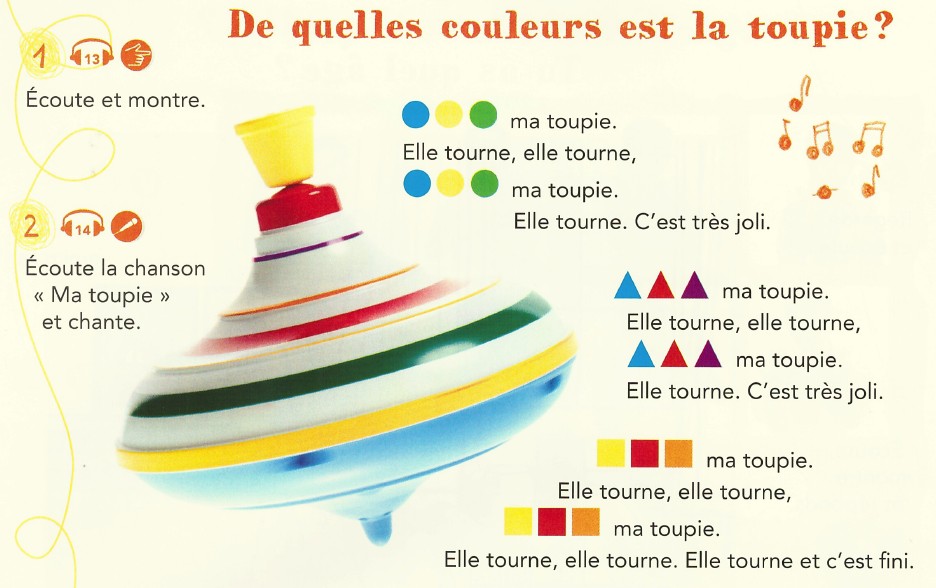 De quelles couleurs est la toupie?
1 13
Écoute et montre.
2 14
Écoute la chanson
« Ma toupie »
et chante.
ma toupie.
Elle tourne, elle tourne,
ma toupie.
Elle tourne. C'est très joli.
ma toupie.
Elle tourne, elle tourne,
ma toupie.
Elle tourne. C'est très joli.
ma toupie.
Elle tourne, elle tourne,
ma toupie.
Elle tourne, elle tourne. Elle tourne et c'est fini.